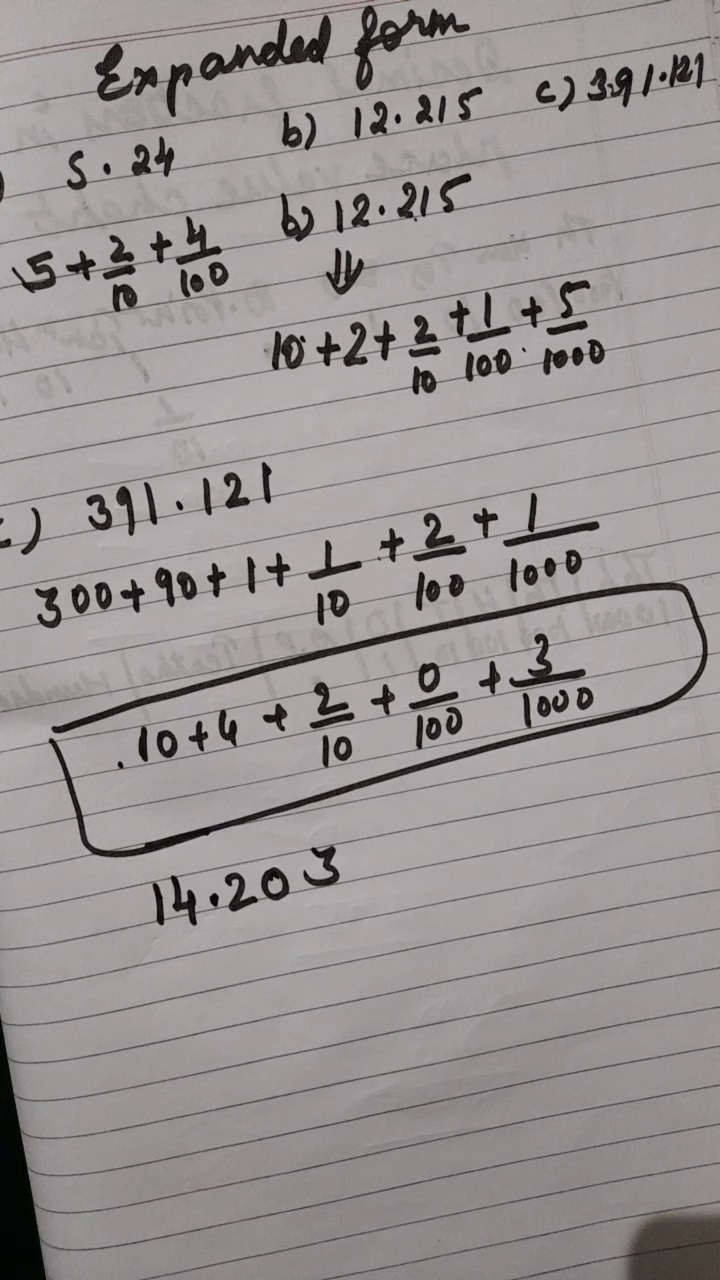 Expanded form
) 5.24 b) 12.215 c) 391.121
5 + 2/10 + 4/100 b) 12.215
⇓
10 + 2 + 2/10 + 1/100 + 5/1000
c) 391.121
300 + 90 + 1 + 1/10 + 2/100 + 1/1000
.10 + 4 + 2/10 + 0/100 + 3/1000
14.203